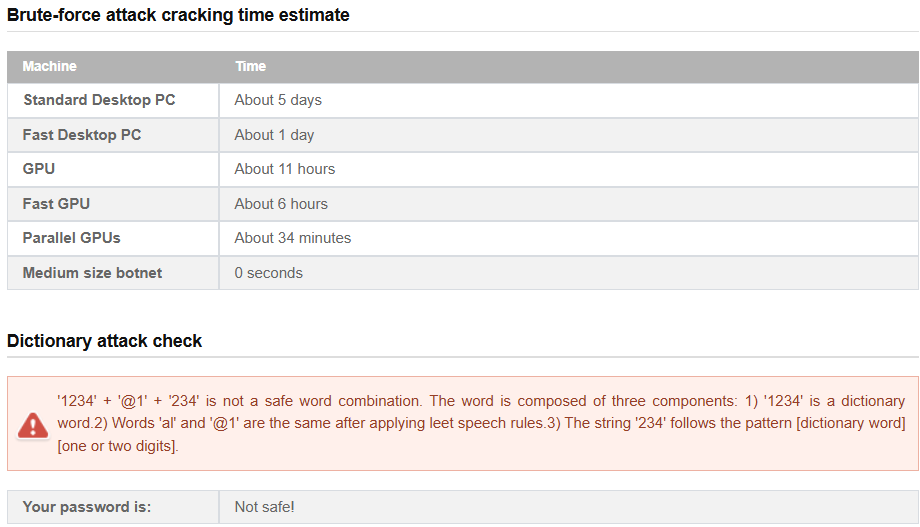 Brute-force attack cracking time estimate
Machine Time
Standard Desktop PC About 5 days
Fast Desktop PC About 1 day
GPU About 11 hours
Fast GPU About 6 hours
Parallel GPUs About 34 minutes
Medium size botnet 0 seconds
Dictionary attack check
'1234' + '@1' + '234' is not a safe word combination. The word is composed of three components: 1) '1234' is a dictionary
word.2) Words 'al' and '@1' are the same after applying leet speech rules.3) The string '234' follows the pattern [dictionary word]
[one or two digits].
Your password is: Not safe!